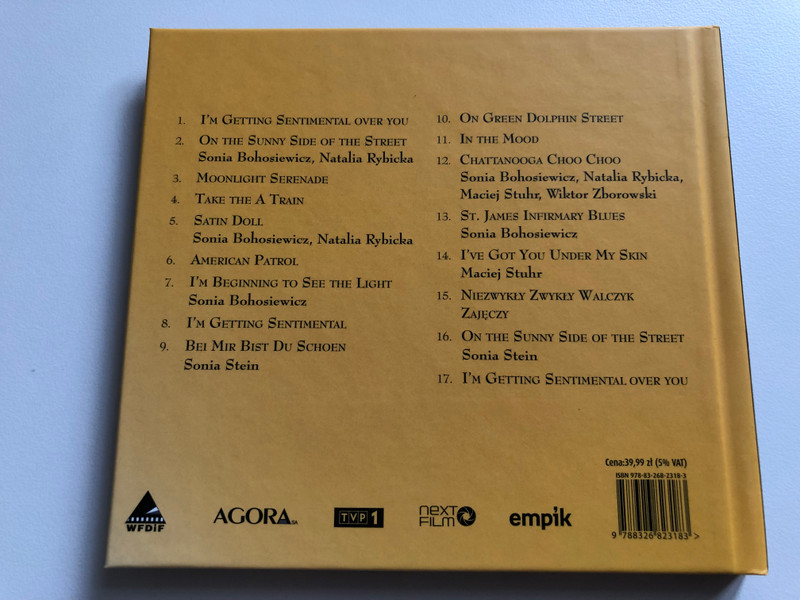 1. I'm Getting Sentimental over you
2. On the Sunny Side of the Street
Sonia Bohosiewicz, Natalia Rybicka
3. Moonlight Serenade
4. Take the A Train
5. Satin Doll
Sonia Bohosiewicz, Natalia Rybicka
6. American Patrol
7. I'm Beginning to See the Light
Sonia Bohosiewicz
8. I'm Getting Sentimental
9. Bei Mir Bist Du Schoen
Sonia Stein
10. On Green Dolphin Street
11. In the Mood
12. Chattanooga Choo Choo
Sonia Bohosiewicz, Natalia Rybicka,
Maciej Stuhr, Wiktor Zborowski
13. St. James Infirmary Blues
Sonia Bohosiewicz
14. I've Got You Under My Skin
Maciej Stuhr
15. Niezwykły Zwykły Walczyk
Zajęczy
16. On the Sunny Side of the Street
Sonia Stein
17. I'm Getting Sentimental over you
Cena:39,99 zł (5% VAT)
ISBN 978-83-268-2318-3
9 788326 823183 >
WFDiF
AGORA SA
TVP1
next
FILM
empik